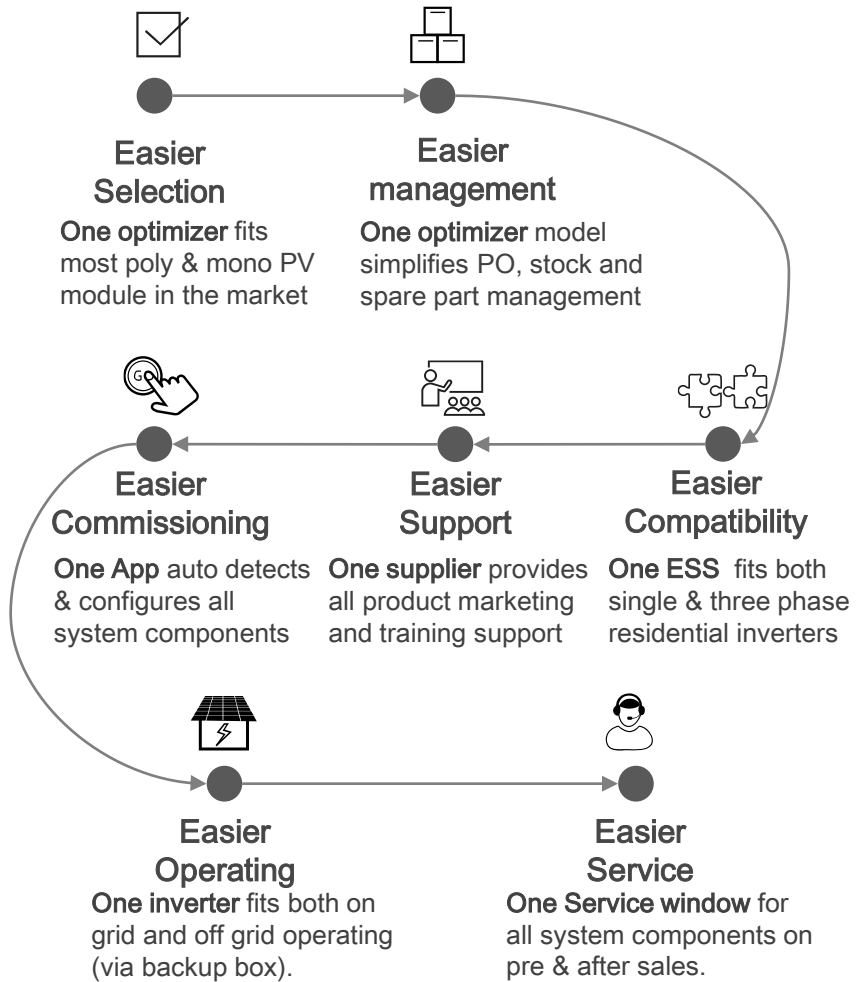 Easier
Selection
One optimizer fits
most poly & mono PV
module in the market
Easier
management
One optimizer model
simplifies PO, stock and
spare part management
GO
Easier
Commissioning
One App auto detects
& configures all
system components
Easier
Support
One supplier provides
all product marketing
and training support
Easier
Compatibility
One ESS fits both
single & three phase
residential inverters
Easier
Operating
One inverter fits both on
grid and off grid operating
(via backup box).
Easier
Service
One Service window for
all system components on
pre & after sales.